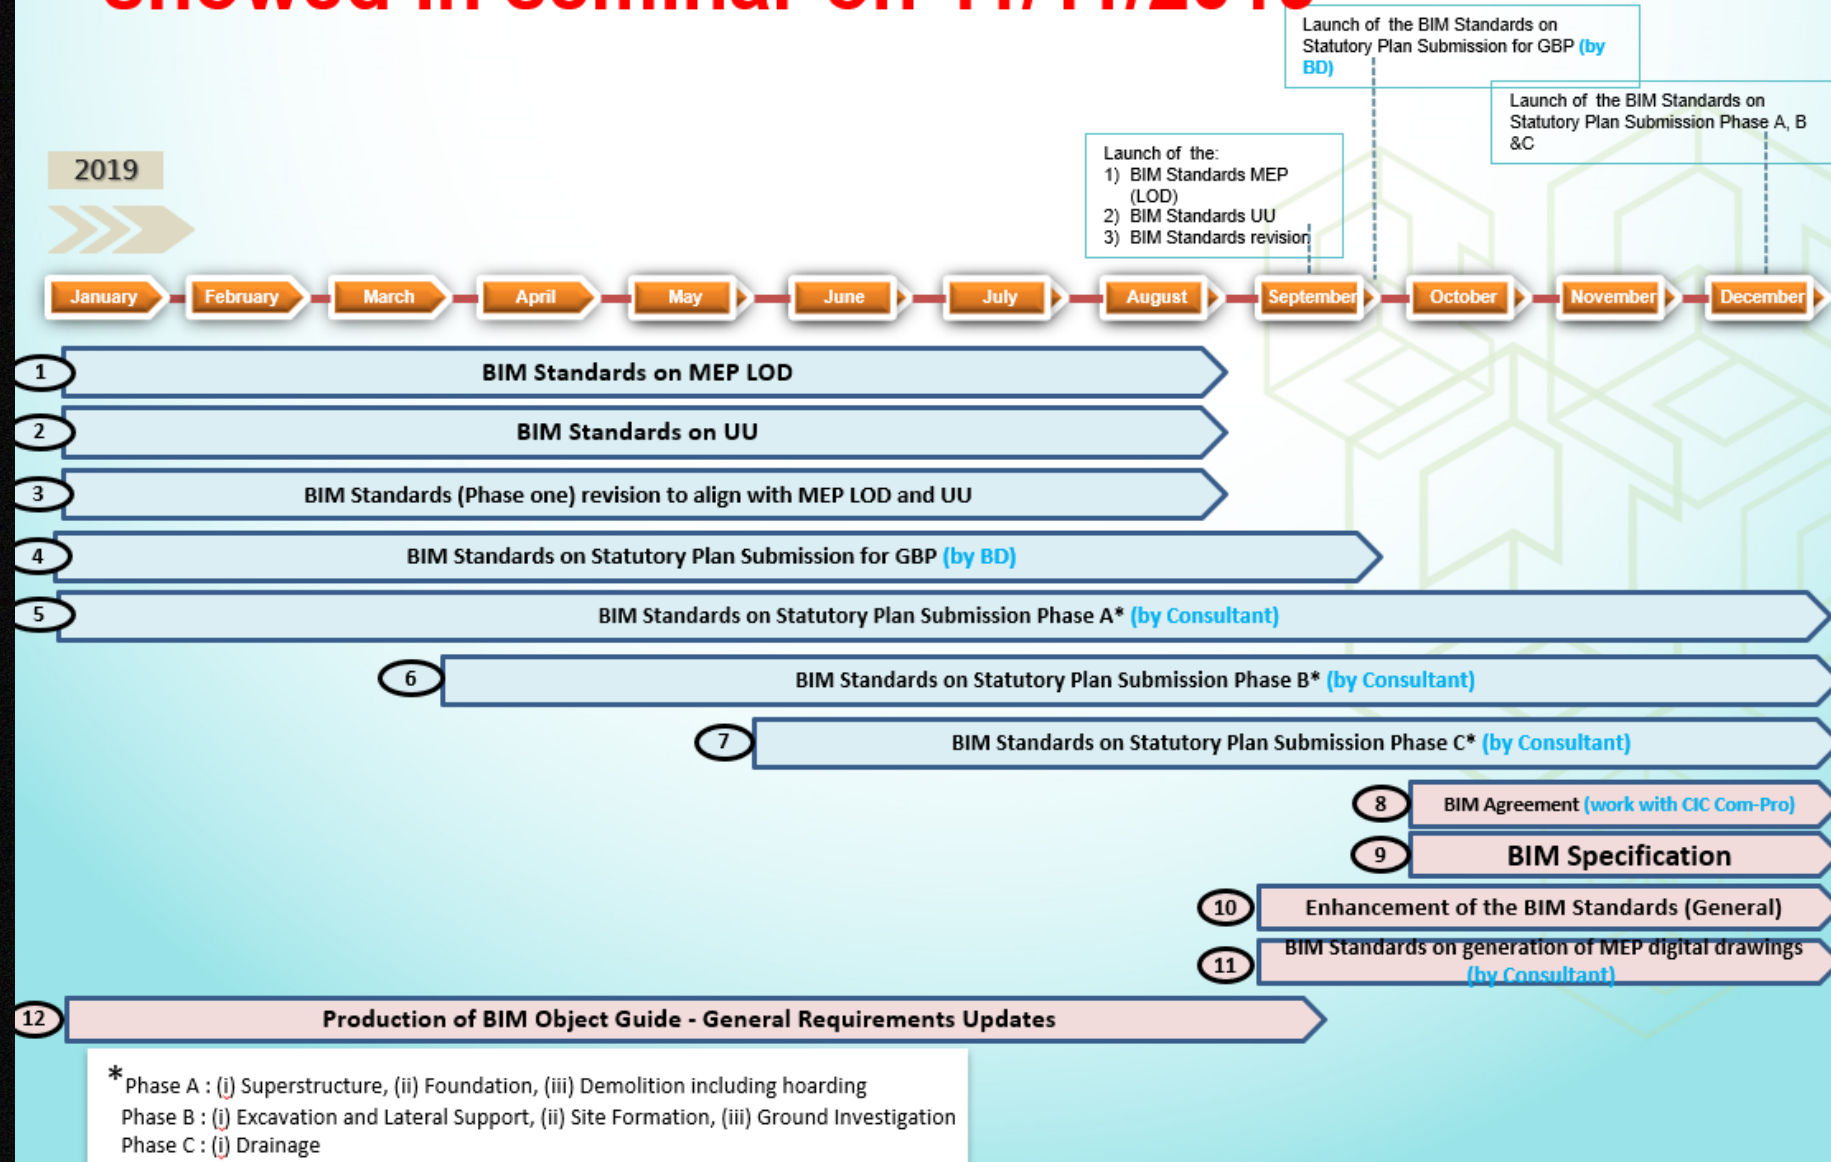 Showed in seminar on 11/11/2019
Launch of the BIM Standards on
Statutory Plan Submission for GBP (by
BD)
Launch of the BIM Standards on
Statutory Plan Submission Phase A, B
&C
Launch of the:
1) BIM Standards MEP
(LOD)
2) BIM Standards UU
3) BIM Standards revision
2019
January February March April May June July August September October November December
1 BIM Standards on MEP LOD
2 BIM Standards on UU
3 BIM Standards (Phase one) revision to align with MEP LOD and UU
4 BIM Standards on Statutory Plan Submission for GBP (by BD)
5 BIM Standards on Statutory Plan Submission Phase A* (by Consultant)
6 BIM Standards on Statutory Plan Submission Phase B* (by Consultant)
7 BIM Standards on Statutory Plan Submission Phase C* (by Consultant)
8 BIM Agreement (work with CIC Com-Pro)
9 BIM Specification
10 Enhancement of the BIM Standards (General)
11 BIM Standards on generation of MEP digital drawings
(by Consultant)
12 Production of BIM Object Guide - General Requirements Updates
*Phase A : (i) Superstructure, (ii) Foundation, (iii) Demolition including hoarding
Phase B : (i) Excavation and Lateral Support, (ii) Site Formation, (iii) Ground Investigation
Phase C : (i) Drainage